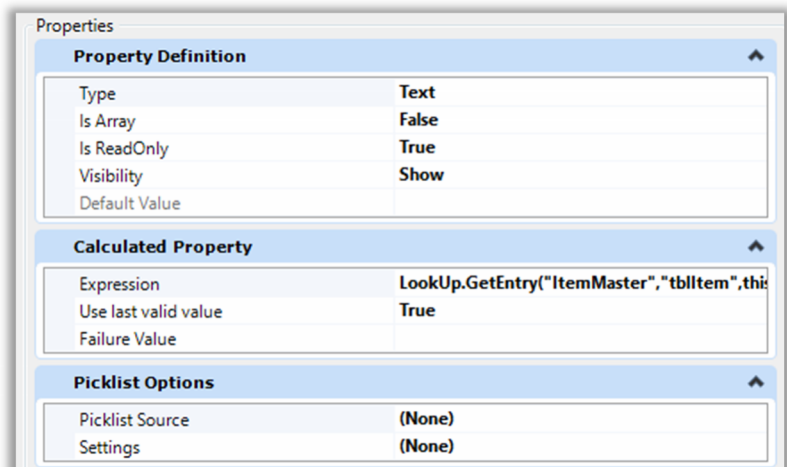 Properties
Property Definition
Type Text
Is Array False
Is ReadOnly True
Visibility Show
Default Value
Calculated Property
Expression LookUp.GetEntry("ItemMaster","tblItem",this
Use last valid value True
Failure Value
Picklist Options
Picklist Source (None)
Settings (None)